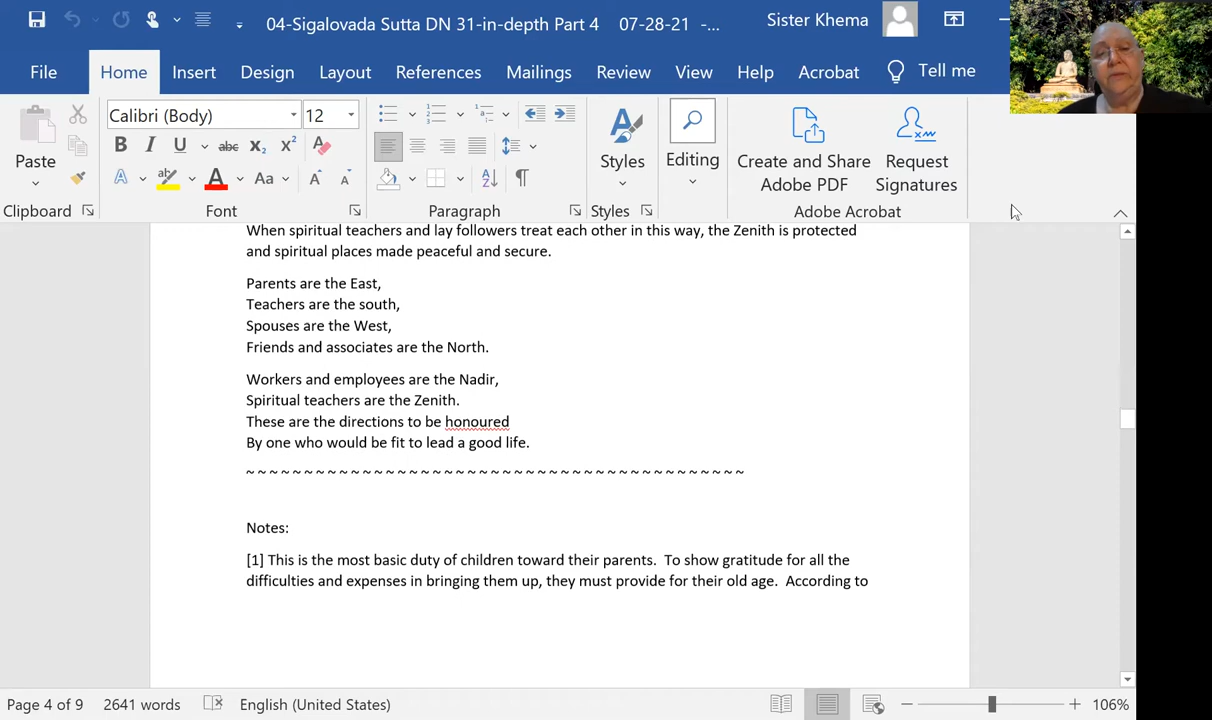 04-Sigalovada Sutta DN 31-in-depth Part 4 07-28-21 -...
Sister Khema
File Home Insert Design Layout References Mailings Review View Help Acrobat Tell me
Calibri (Body) 12
Paste
Styles
Editing
Create and Share Adobe PDF
Request Signatures
Clipboard Font Paragraph Styles Adobe Acrobat
When spiritual teachers and lay followers treat each other in this way, the Zenith is protected
and spiritual places made peaceful and secure.
Parents are the East,
Teachers are the south,
Spouses are the West,
Friends and associates are the North.
Workers and employees are the Nadir,
Spiritual teachers are the Zenith.
These are the directions to be honoured
By one who would be fit to lead a good life.
~ ~ ~ ~ ~ ~ ~ ~ ~ ~ ~ ~ ~ ~ ~ ~ ~ ~ ~ ~ ~ ~ ~ ~ ~ ~ ~ ~ ~ ~ ~ ~ ~ ~ ~ ~ ~ ~ ~ ~ ~ ~ ~
Notes:
[1] This is the most basic duty of children toward their parents. To show gratitude for all the
difficulties and expenses in bringing them up, they must provide for their old age. According to
Page 4 of 9 2641 words English (United States) 106%